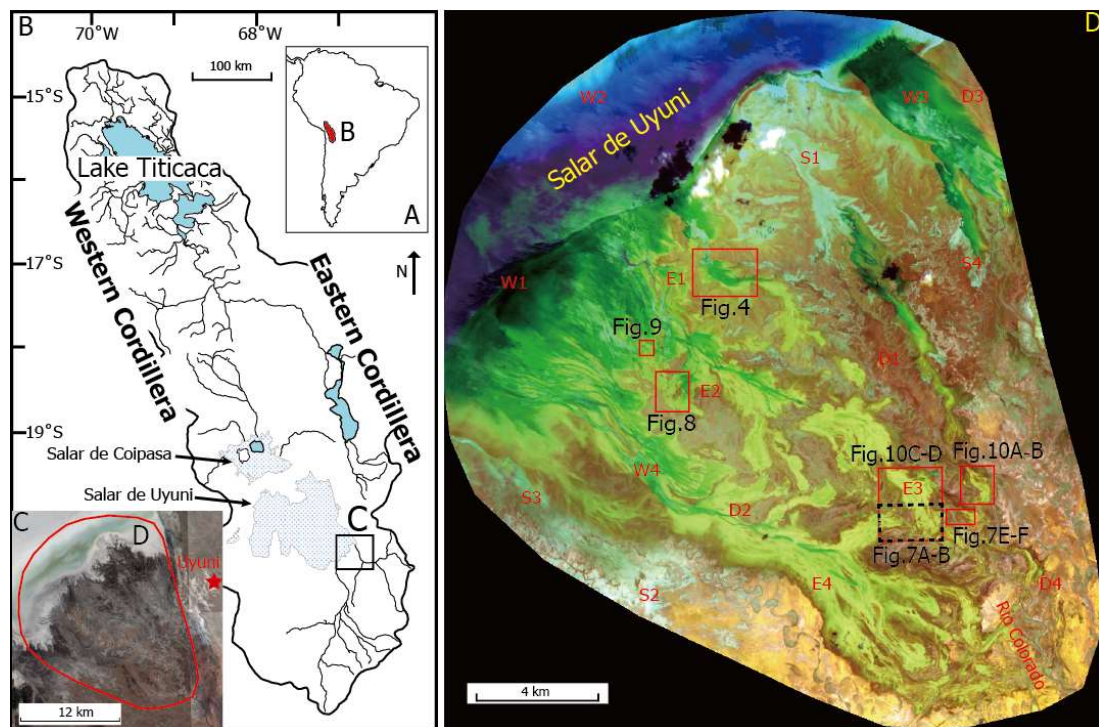 B
70°W
68°W
100 km
15°S
B
A
Lake Titicaca
N
Western Cordillera
Eastern Cordillera
17°S
19°S
Salar de Coipasa
Salar de Uyuni
C
C
D
Uyuni
12 km
D
W2
Salar de Uyuni
W3
D3
S1
W1
E1
Fig.4
S4
Fig.9
D1
E2
Fig.8
Fig.10C-D
Fig.10A-B
W4
E3
S3
D2
Fig.7E-F
Fig.7A-B
S2
E4
D4
Rio Colorado
4 km